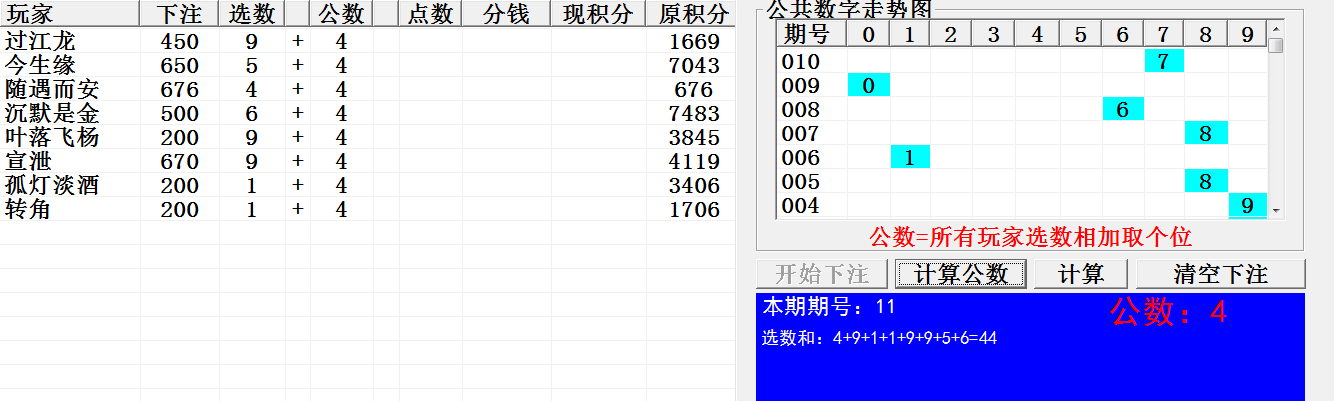 玩家 下注 选数 公数 点数 分钱 现积分 原积分
过江龙 450 9 + 4 1669
今生缘 650 5 + 4 7043
随遇而安 676 4 + 4 676
沉默是金 500 6 + 4 7483
叶落飞杨 200 9 + 4 3845
宣泄 670 9 + 4 4119
孤灯淡酒 200 1 + 4 3406
转角 200 1 + 4 1706
公共数字走势图
期号 0 1 2 3 4 5 6 7 8 9
010 7
009 0
008 6
007 8
006 1
005 8
004 9
公数=所有玩家选数相加取个位
开始下注 计算公数 计算 清空下注
本期期号：11 公数：4
选数和：4+9+1+1+9+9+5+6=44